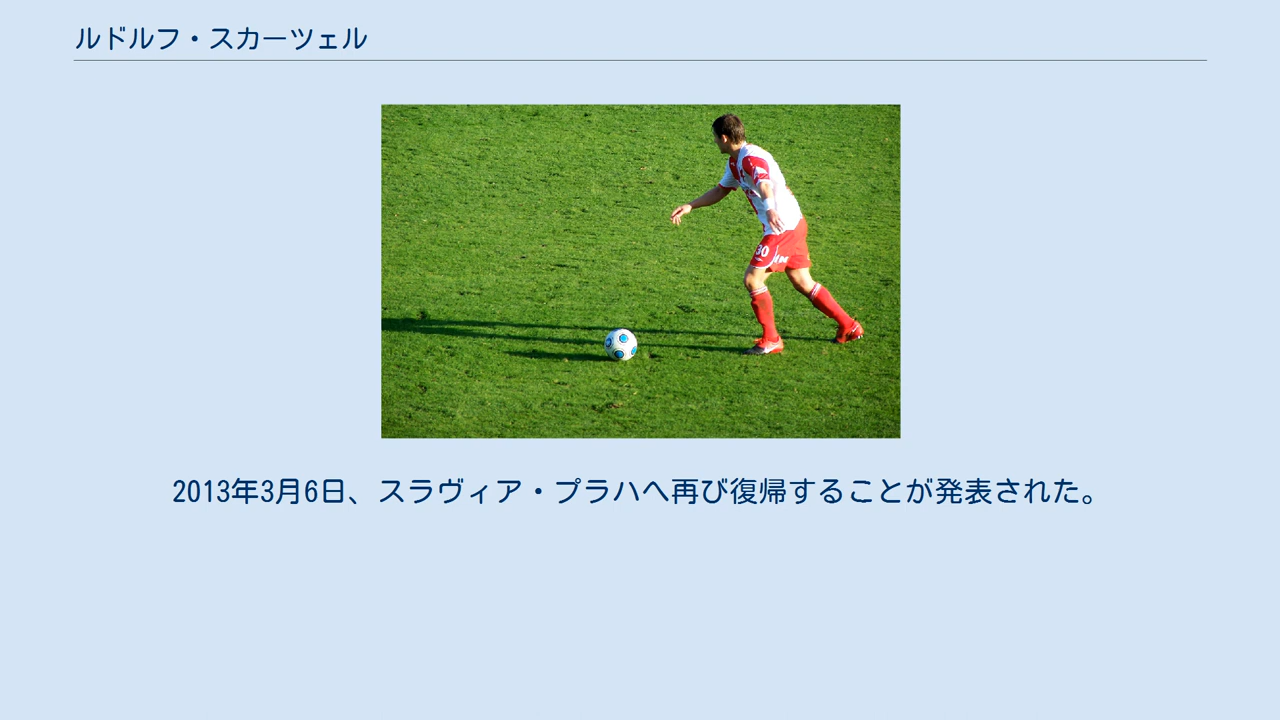 ルドルフ・スカーツェル
30
2013年3月6日、スラヴィア・プラハへ再び復帰することが発表された。